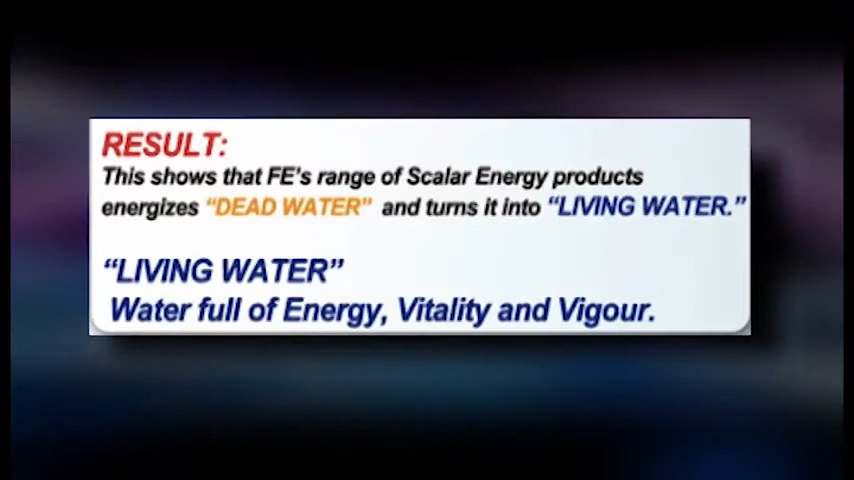 RESULT:
This shows that FE's range of Scalar Energy products
energizes "DEAD WATER" and turns it into "LIVING WATER."
"LIVING WATER"
Water full of Energy, Vitality and Vigour.